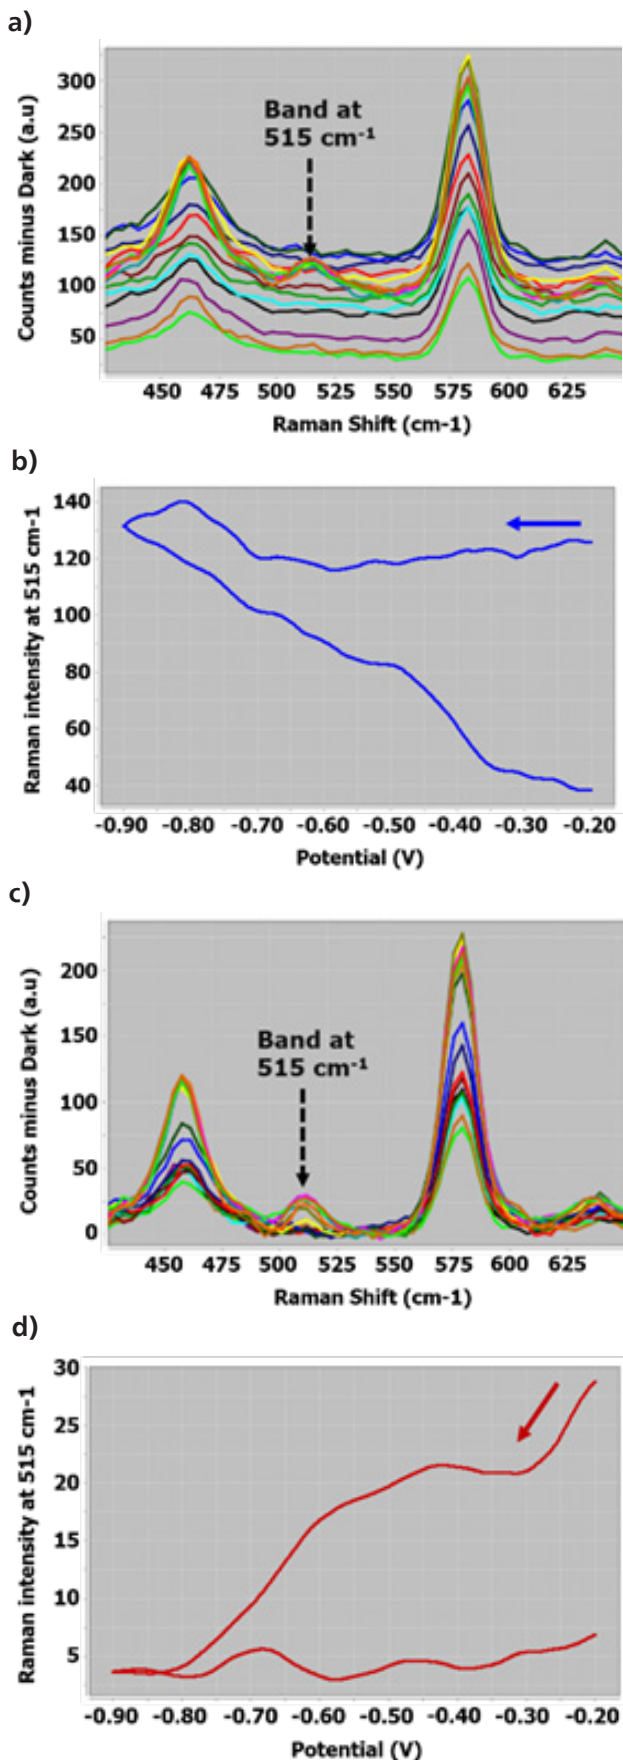 a)
Counts minus Dark (a.u)
300
250
200
150
100
50
Band at
515 cm⁻¹
450 475 500 525 550 575 600 625
Raman Shift (cm-1)
b)
Raman intensity at 515 cm-1
140
120
100
80
60
40
-0.90 -0.80 -0.70 -0.60 -0.50 -0.40 -0.30 -0.20
Potential (V)
c)
Counts minus Dark (a.u)
200
150
100
50
0
Band at
515 cm⁻¹
450 475 500 525 550 575 600 625
Raman Shift (cm-1)
d)
Raman intensity at 515 cm-1
30
25
20
15
10
5
-0.90 -0.80 -0.70 -0.60 -0.50 -0.40 -0.30 -0.20
Potential (V)